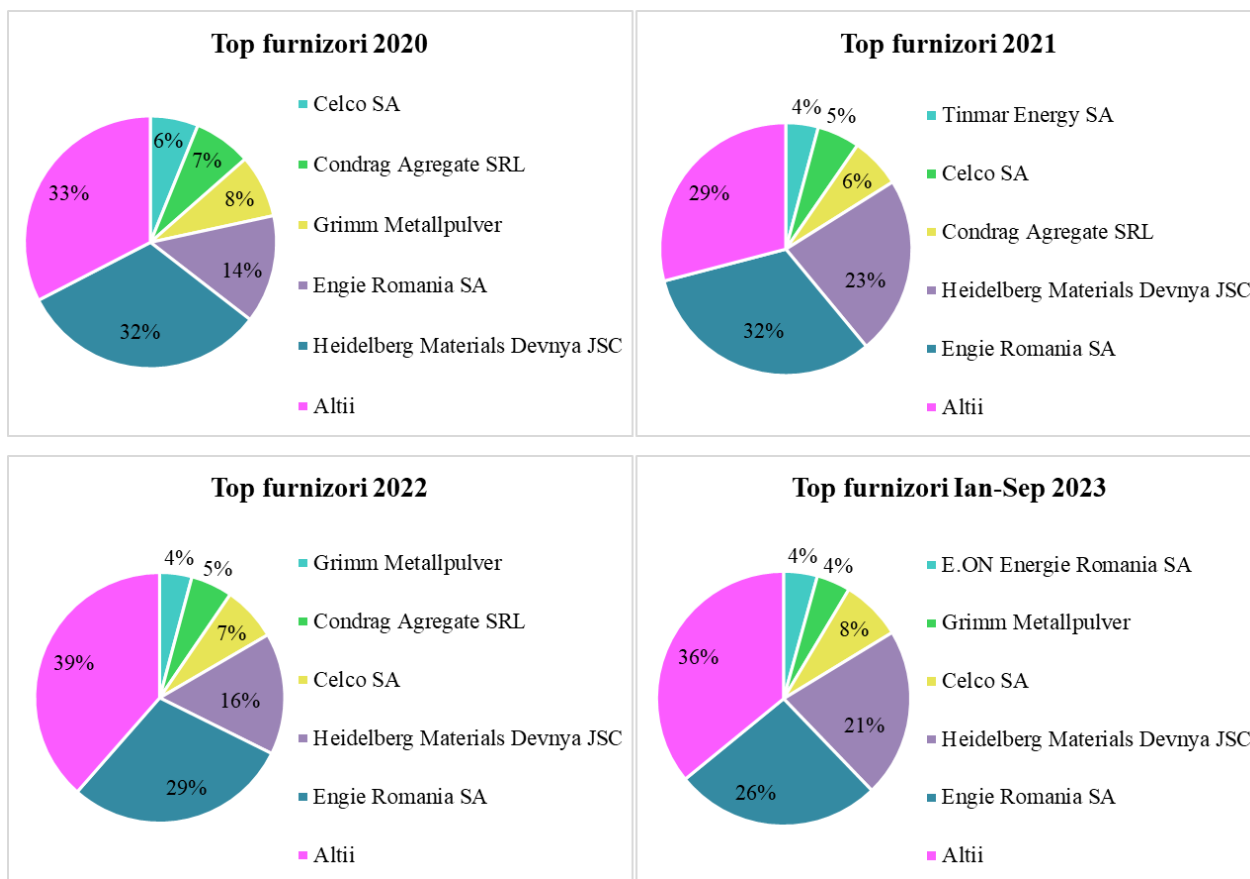 Top furnizori 2020
Celco SA
Condrag Agregate SRL
Grimm Metallpulver
Engie Romania SA
Heidelberg Materials Devnya JSC
Altii
6%
7%
8%
14%
32%
33%
Top furnizori 2021
Tinmar Energy SA
Celco SA
Condrag Agregate SRL
Heidelberg Materials Devnya JSC
Engie Romania SA
Altii
4%
5%
6%
23%
32%
29%
Top furnizori 2022
Grimm Metallpulver
Condrag Agregate SRL
Celco SA
Heidelberg Materials Devnya JSC
Engie Romania SA
Altii
4%
5%
7%
16%
29%
39%
Top furnizori Ian-Sep 2023
E.ON Energie Romania SA
Grimm Metallpulver
Celco SA
Heidelberg Materials Devnya JSC
Engie Romania SA
Altii
4%
4%
8%
21%
26%
36%